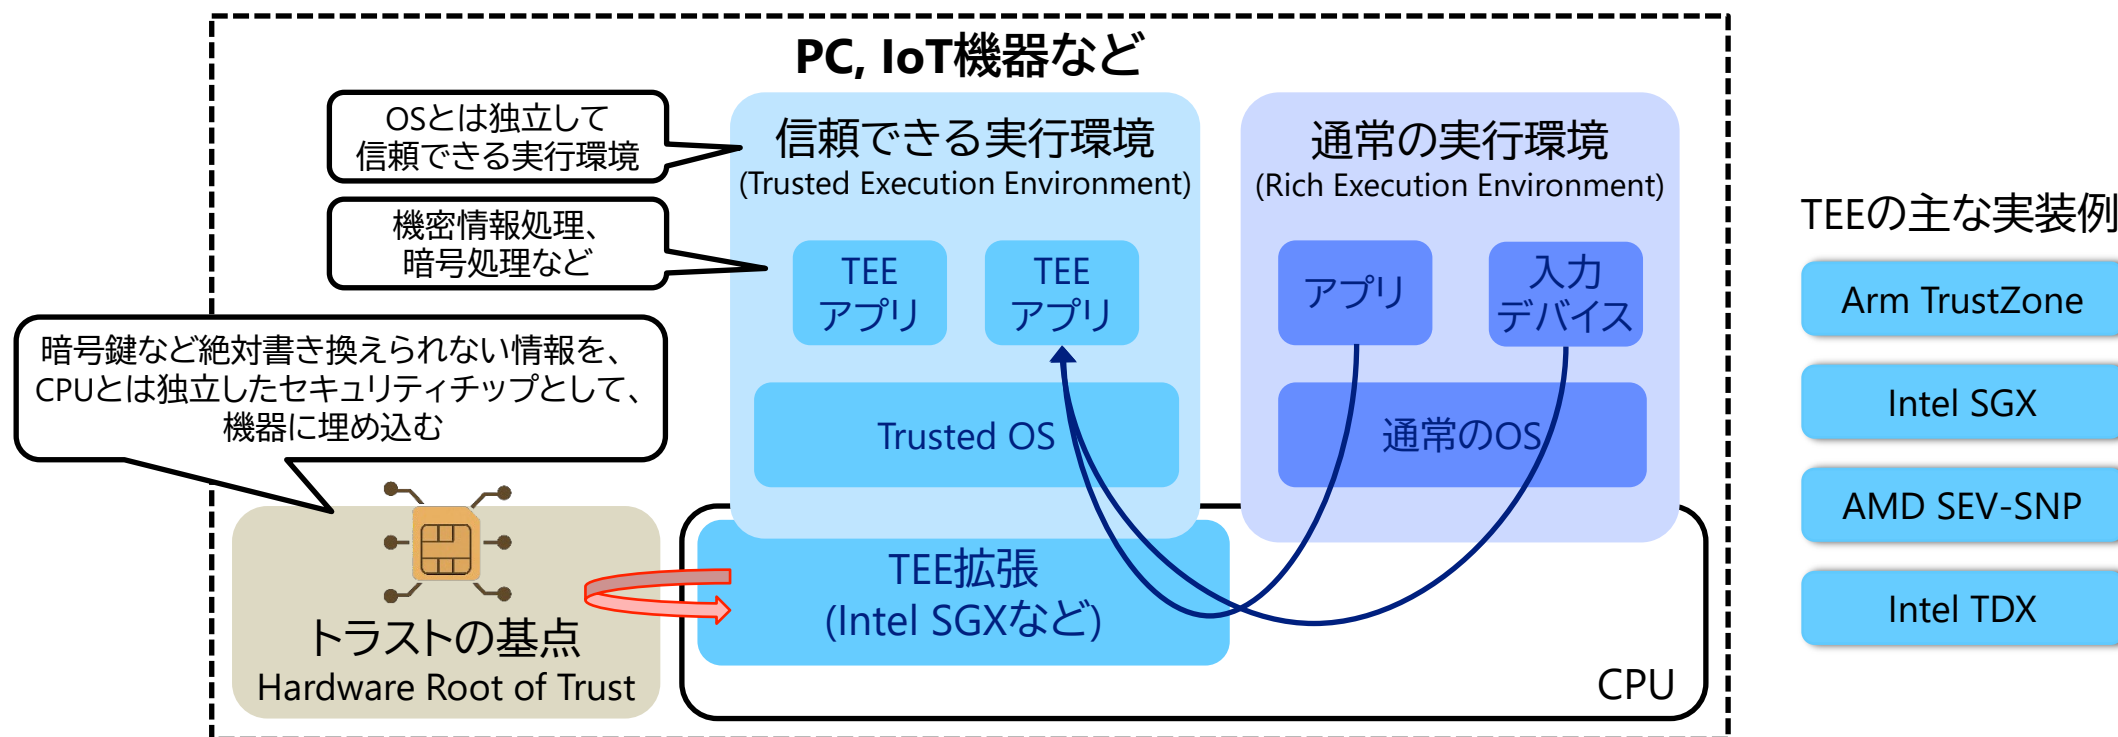 PC, IoT機器など
OSとは独立して
信頼できる実行環境
機密情報処理、
暗号処理など
暗号鍵など絶対書き換えられない情報を、
CPUとは独立したセキュリティチップとして、
機器に埋め込む
トラストの基点
Hardware Root of Trust
信頼できる実行環境
(Trusted Execution Environment)
TEE
アプリ
TEE
アプリ
Trusted OS
TEE拡張
(Intel SGXなど)
通常の実行環境
(Rich Execution Environment)
アプリ
入力
デバイス
通常のOS
CPU
TEEの主な実装例
Arm TrustZone
Intel SGX
AMD SEV-SNP
Intel TDX